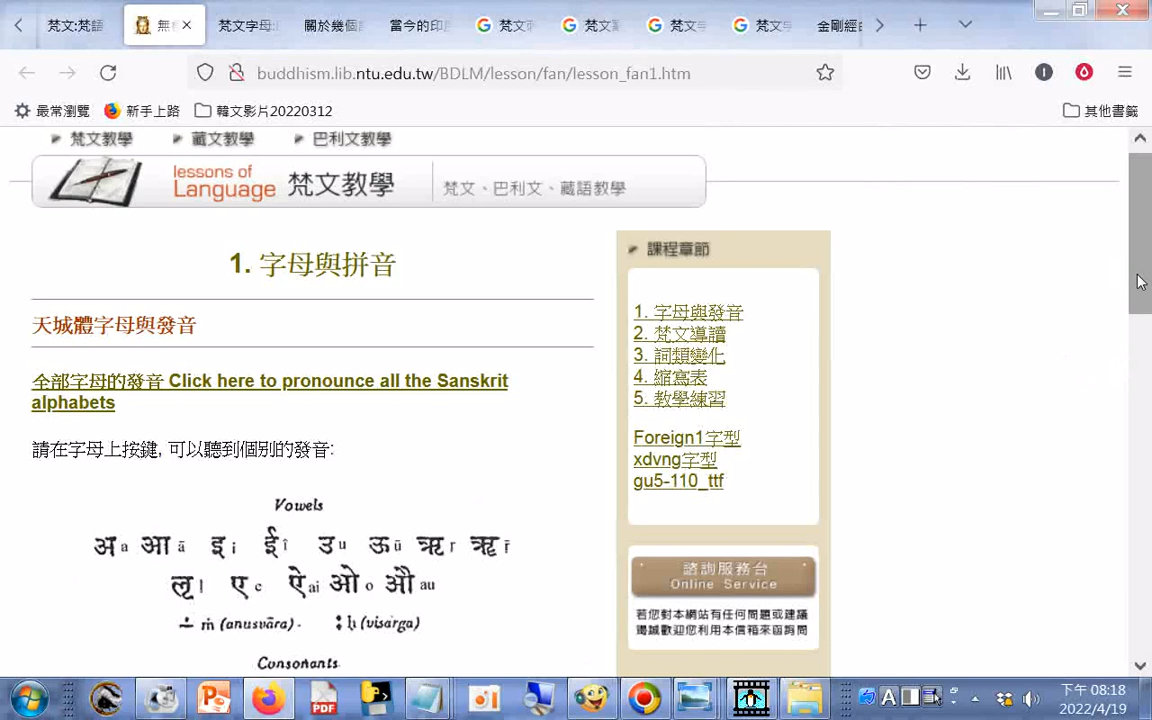 梵文:梵語
無
梵文字母
關於幾個
當今的印
梵文
梵文
梵文字
梵文字
金剛經
buddhism.lib.ntu.edu.tw/BDLM/lesson/fan/lesson_fan1.htm
最常瀏覽 新手上路 韓文影片20220312 其他書籤
梵文教學 藏文教學 巴利文教學
lessons of
Language 梵文教學 梵文、巴利文、藏語教學
1. 字母與拼音
天城體字母與發音
全部字母的發音 Click here to pronounce all the Sanskrit
alphabets
請在字母上按鍵, 可以聽到個別的發音:
Vowels
अ a आ ā इ i ई î उ u ऊ ū ऋ r ॠ r̄
ऌ l ए e ऐ ai ओ o औ au
ṁ (anusvāra) · : ḥ (visarga)
Consonants
課程章節
1. 字母與發音
2. 梵文導讀
3. 詞類變化
4. 縮寫表
5. 教學練習
Foreign1字型
xdvng字型
gu5-110_ttf
諮詢服務台
Online Service
若您對本網站有任何問題或建議
竭誠歡迎您利用本信箱來函詢問
PDF
A
下午 08:18
2022/4/19